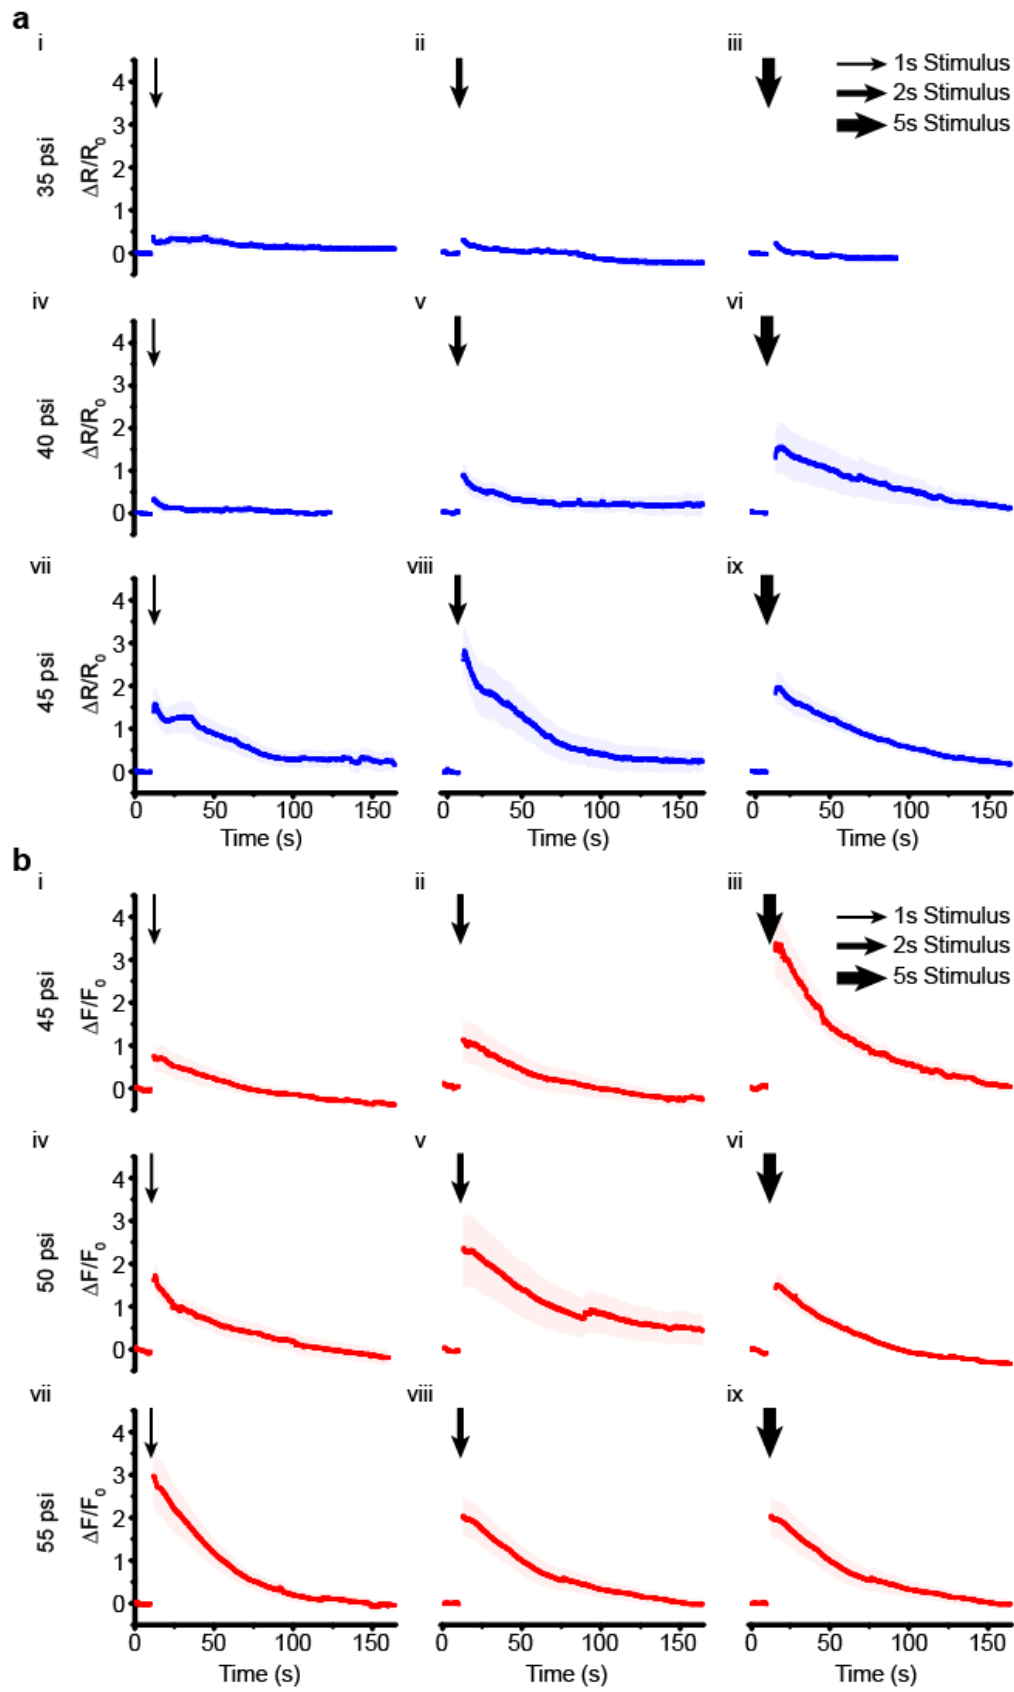 a
i
ii
iii
1s Stimulus
2s Stimulus
5s Stimulus
35 psi
ΔR/R0
4
3
2
1
0
iv
v
vi
40 psi
ΔR/R0
4
3
2
1
0
vii
viii
ix
45 psi
ΔR/R0
4
3
2
1
0
0 50 100 150
0 50 100 150
0 50 100 150
Time (s)
Time (s)
Time (s)
b
i
ii
iii
1s Stimulus
2s Stimulus
5s Stimulus
45 psi
ΔF/F0
4
3
2
1
0
iv
v
vi
50 psi
ΔF/F0
4
3
2
1
0
vii
viii
ix
55 psi
ΔF/F0
4
3
2
1
0
0 50 100 150
0 50 100 150
0 50 100 150
Time (s)
Time (s)
Time (s)